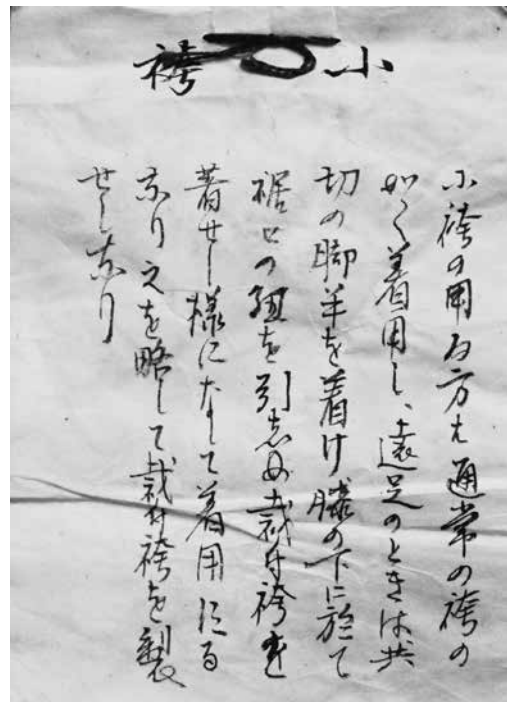 小袴
小袴の用ゐ方は通常の袴の
如く着用し、遠足のときは共
切の脚半を着け膝の下に於て
裾との紐を引しめ裁付袴を
着せし様になして着用にる
なり之を略して裁付袴を製
せしなり